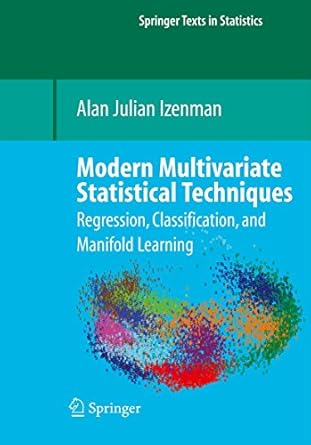 Springer Texts in Statistics
Alan Julian Izenman
Modern Multivariate
Statistical Techniques
Regression, Classification, and
Manifold Learning
Springer